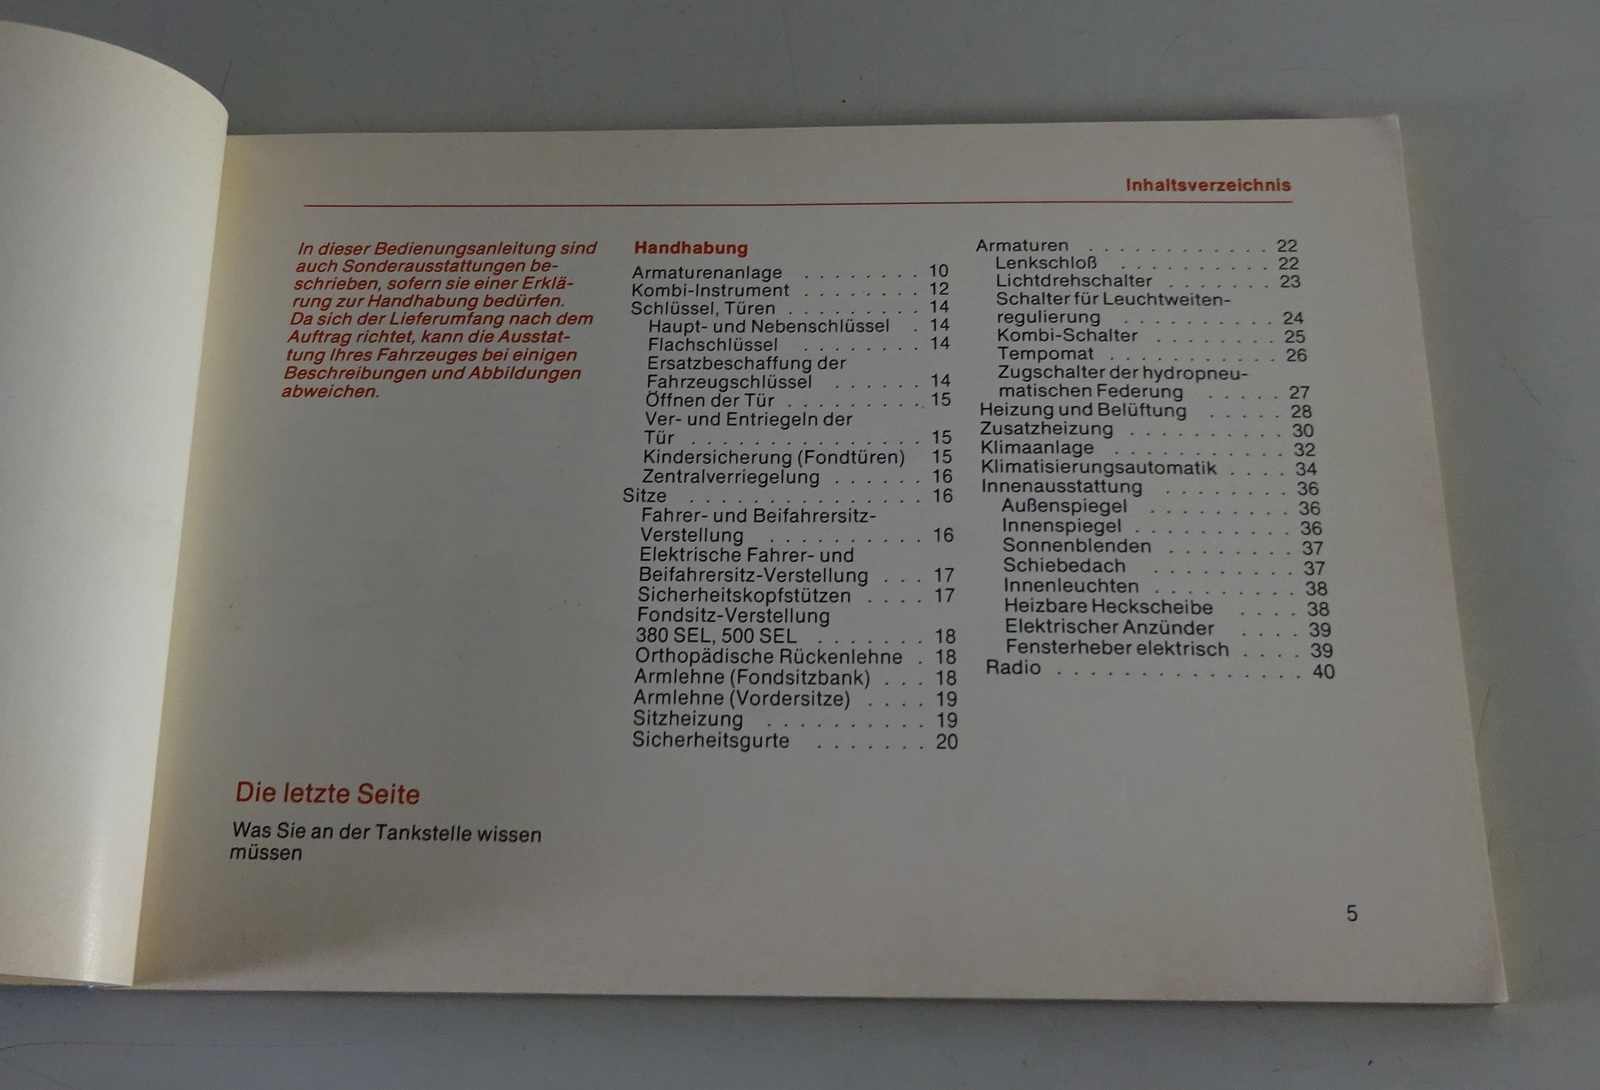 Inhaltsverzeichnis
In dieser Bedienungsanleitung sind
auch Sonderausstattungen be-
schrieben, sofern sie einer Erklä-
rung zur Handhabung bedürfen.
Da sich der Lieferumfang nach dem
Auftrag richtet, kann die Ausstat-
tung Ihres Fahrzeuges bei einigen
Beschreibungen und Abbildungen
abweichen.
Die letzte Seite
Was Sie an der Tankstelle wissen
müssen
Handhabung
Armaturenanlage . . . . . . . . 10
Kombi-Instrument . . . . . . . . 12
Schlüssel, Türen . . . . . . . . . 14
Haupt- und Nebenschlüssel . 14
Flachschlüssel . . . . . . . . 14
Ersatzbeschaffung der
Fahrzeugschlüssel . . . . . . 14
Öffnen der Tür . . . . . . . . . 15
Ver- und Entriegeln der
Tür . . . . . . . . . . . . . . . 15
Kindersicherung (Fondtüren) 15
Zentralverriegelung . . . . . . 16
Sitze . . . . . . . . . . . . . . . 16
Fahrer- und Beifahrersitz-
Verstellung . . . . . . . . . . 16
Elektrische Fahrer- und
Beifahrersitz-Verstellung . . . 17
Sicherheitskopfstützen . . . . 17
Fondsitz-Verstellung
380 SEL, 500 SEL . . . . . . . 18
Orthopädische Rückenlehne . 18
Armlehne (Fondsitzbank) . . . 18
Armlehne (Vordersitze) . . . . 19
Sitzheizung . . . . . . . . . . 19
Sicherheitsgurte . . . . . . . 20
Armaturen . . . . . . . . . . . . 22
Lenkschloß . . . . . . . . . . 22
Lichtdrehschalter . . . . . . . 23
Schalter für Leuchtweiten-
regulierung . . . . . . . . . . 24
Kombi-Schalter . . . . . . . . 25
Tempomat . . . . . . . . . . . 26
Zugschalter der hydropneu-
matischen Federung . . . . . 27
Heizung und Belüftung . . . . . 28
Zusatzheizung . . . . . . . . . . 30
Klimaanlage . . . . . . . . . . . 32
Klimatisierungsautomatik . . . . 34
Innenausstattung . . . . . . . . 36
Außenspiegel . . . . . . . . . 36
Innenspiegel . . . . . . . . . . 36
Sonnenblenden . . . . . . . . 37
Schiebedach . . . . . . . . . 37
Innenleuchten . . . . . . . . . 38
Heizbare Heckscheibe . . . . 38
Elektrischer Anzünder . . . . 39
Fensterheber elektrisch . . . . 39
Radio . . . . . . . . . . . . . . . 40
5